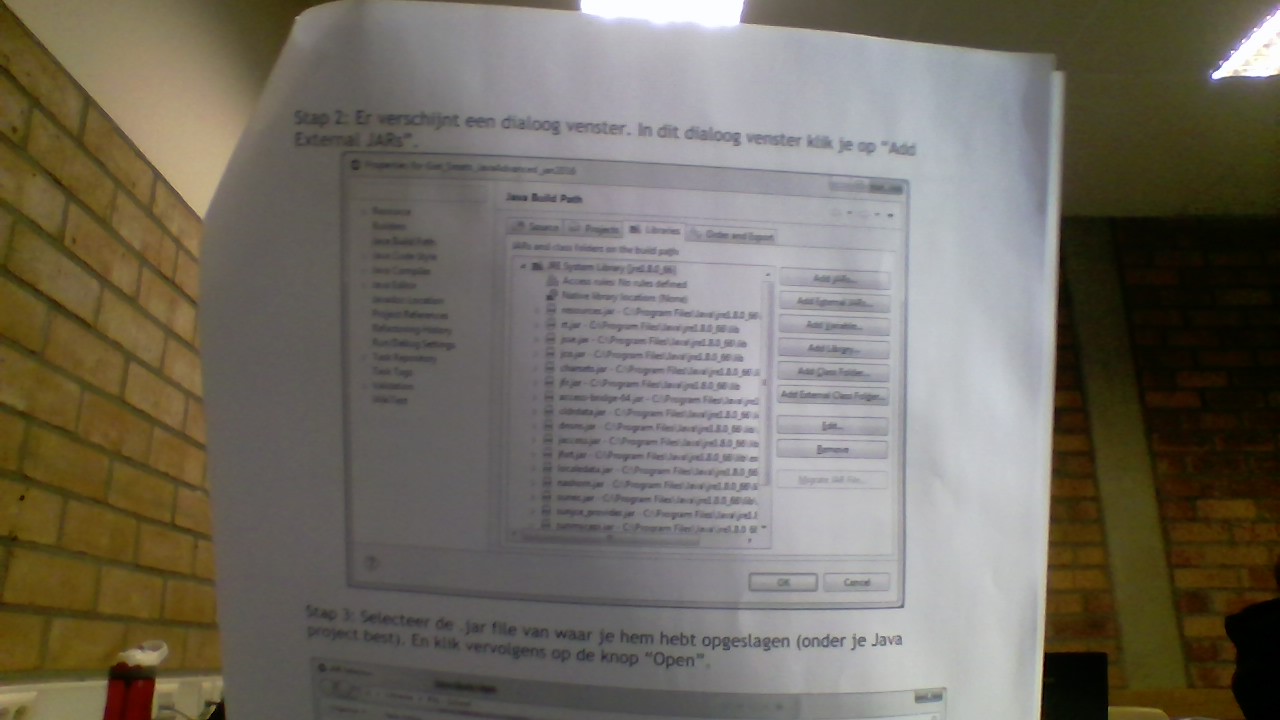 Stap 2: Er verschijnt een dialoog venster. In dit dialoog venster klik je op "Add
External JARs".
Properties for
Java Build Path
Source Projects Libraries Order and Export
JARs and class folders on the build path
Resource
Builders
Java Build Path
Java Code Style
Java Compiler
Java Editor
Javadoc Location
Project References
Refactoring History
Run/Debug Settings
Task Repository
Task Tags
Validation
WikiText
JRE System Library [jre1.8.0_66]
Access rules: No rules defined
Native library location: (None)
resources.jar - C:\Program Files\Java\jre1.8.0_66\
rt.jar - C:\Program Files\Java\jre1.8.0_66\lib
jsse.jar - C:\Program Files\Java\jre1.8.0_66\lib
jce.jar - C:\Program Files\Java\jre1.8.0_66\lib
charsets.jar - C:\Program Files\Java\jre1.8.0_66\
jfr.jar - C:\Program Files\Java\jre1.8.0_66\lib
access-bridge-64.jar - C:\Program Files\Java\jre1
cldrdata.jar - C:\Program Files\Java\jre1.8.0_66\
dnsns.jar - C:\Program Files\Java\jre1.8.0_66\
jaccess.jar - C:\Program Files\Java\jre1.8.0_66\
jfxrt.jar - C:\Program Files\Java\jre1.8.0_66\lib
localedata.jar - C:\Program Files\Java\jre1.8.0_66
nashorn.jar - C:\Program Files\Java\jre1.8.0_66\
sunec.jar - C:\Program Files\Java\jre1.8.0_66\lib\
sunjce_provider.jar - C:\Program Files\Java\jre1.
sunmscapi.jar - C:\Program Files\Java\jre1.8.0_66
Add JARs...
Add External JARs...
Add Variable...
Add Library...
Add Class Folder...
Add External Class Folder...
Edit...
Remove
Migrate JAR File...
OK Cancel
Stap 3: Selecteer de .jar file van waar je hem hebt opgeslagen (onder je Java
project best). En klik vervolgens op de knop "Open".